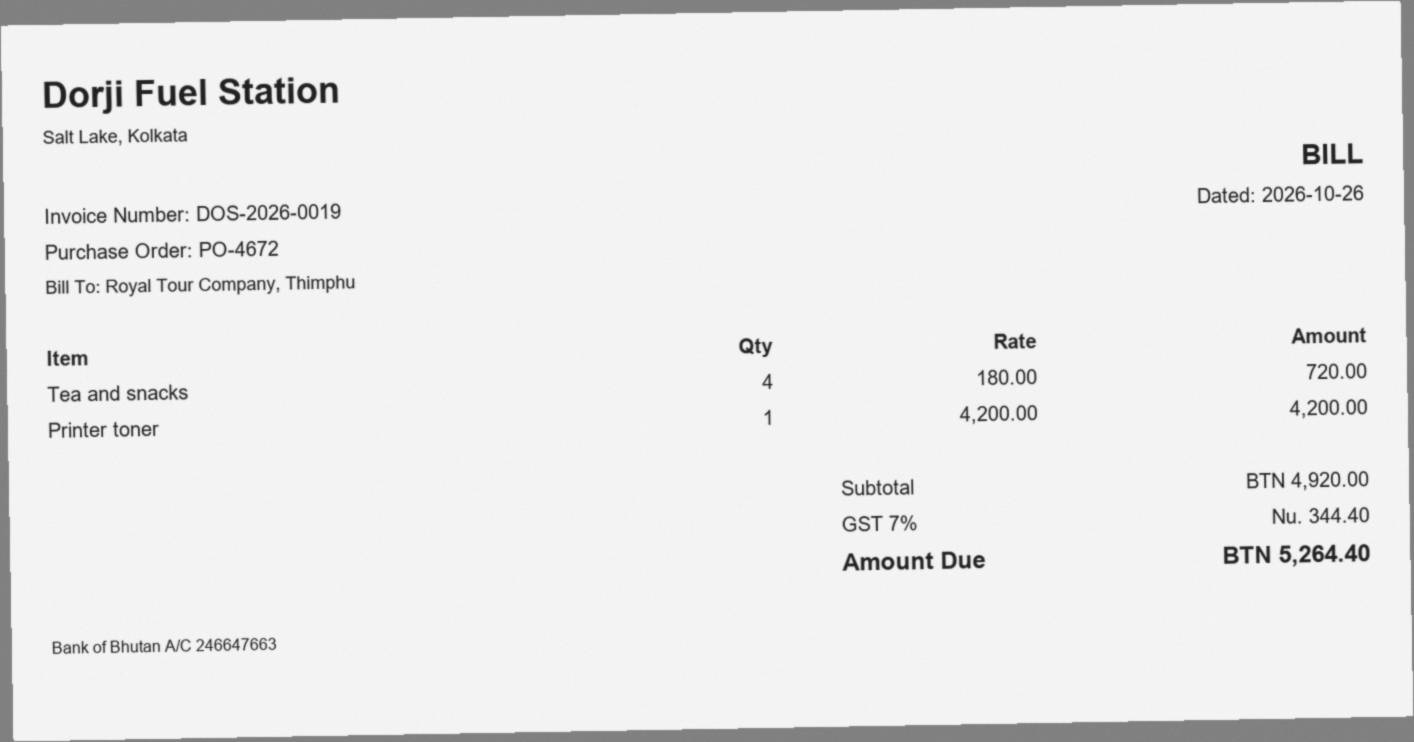 Dorji Fuel Station
Salt Lake, Kolkata
BILL
Dated: 2026-10-26
Invoice Number: DOS-2026-0019
Purchase Order: PO-4672
Bill To: Royal Tour Company, Thimphu
Item Qty Rate Amount
Tea and snacks 4 180.00 720.00
Printer toner 1 4,200.00 4,200.00
Subtotal BTN 4,920.00
GST 7% Nu. 344.40
Amount Due BTN 5,264.40
Bank of Bhutan A/C 246647663